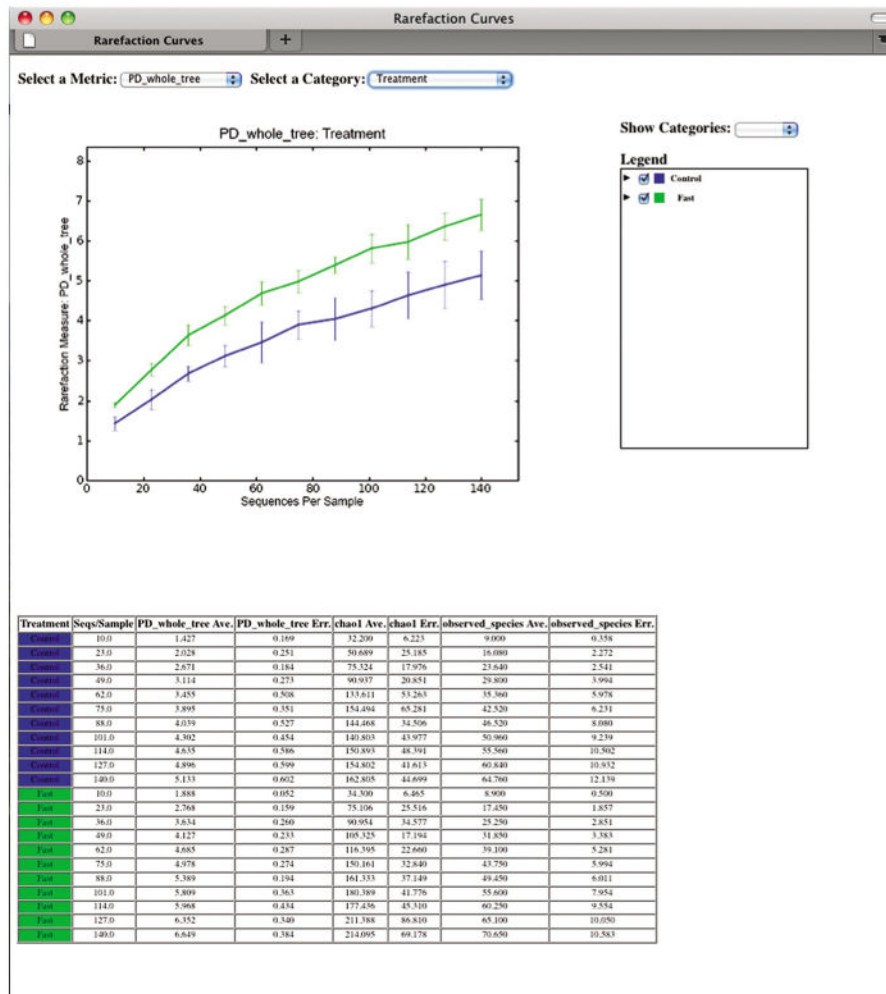 Rarefaction Curves
Rarefaction Curves +
Select a Metric: PD_whole_tree Select a Category: Treatment
Show Categories:
Legend
Control
Fast
PD_whole_tree: Treatment
Rarefaction Measure: PD_whole_tree
8
7
6
5
4
3
2
1
0
0 20 40 60 80 100 120 140
Sequences Per Sample
Treatment Seqs/Sample PD_whole_tree Ave. PD_whole_tree Err. chao1 Ave. chao1 Err. observed_species Ave. observed_species Err.
Control 10.0 1.427 0.169 32.200 6.223 9.000 0.358
Control 23.0 2.028 0.251 50.689 25.185 16.080 2.272
Control 36.0 2.671 0.184 75.324 17.976 23.640 2.541
Control 49.0 3.114 0.273 90.937 20.851 29.800 3.994
Control 62.0 3.455 0.508 133.611 53.263 35.360 5.978
Control 75.0 3.895 0.351 154.494 65.281 42.520 6.231
Control 88.0 4.039 0.527 144.468 34.506 46.520 8.080
Control 101.0 4.302 0.454 140.803 43.977 50.960 9.239
Control 114.0 4.635 0.586 150.893 48.391 55.560 10.502
Control 127.0 4.896 0.599 154.802 41.613 60.840 10.932
Control 140.0 5.133 0.602 162.805 44.699 64.760 12.139
Fast 10.0 1.888 0.052 34.300 6.465 8.900 0.500
Fast 23.0 2.768 0.159 75.106 25.516 17.450 1.857
Fast 36.0 3.634 0.260 90.954 34.577 25.250 2.851
Fast 49.0 4.127 0.233 105.325 17.194 31.850 3.383
Fast 62.0 4.685 0.287 116.395 22.660 39.100 5.281
Fast 75.0 4.978 0.274 150.161 32.840 43.750 5.994
Fast 88.0 5.389 0.194 161.333 37.149 49.450 6.011
Fast 101.0 5.809 0.363 180.389 41.776 55.600 7.954
Fast 114.0 5.968 0.434 177.436 45.310 60.250 9.554
Fast 127.0 6.352 0.340 211.388 86.810 65.100 10.050
Fast 140.0 6.649 0.384 214.095 69.178 70.650 10.583